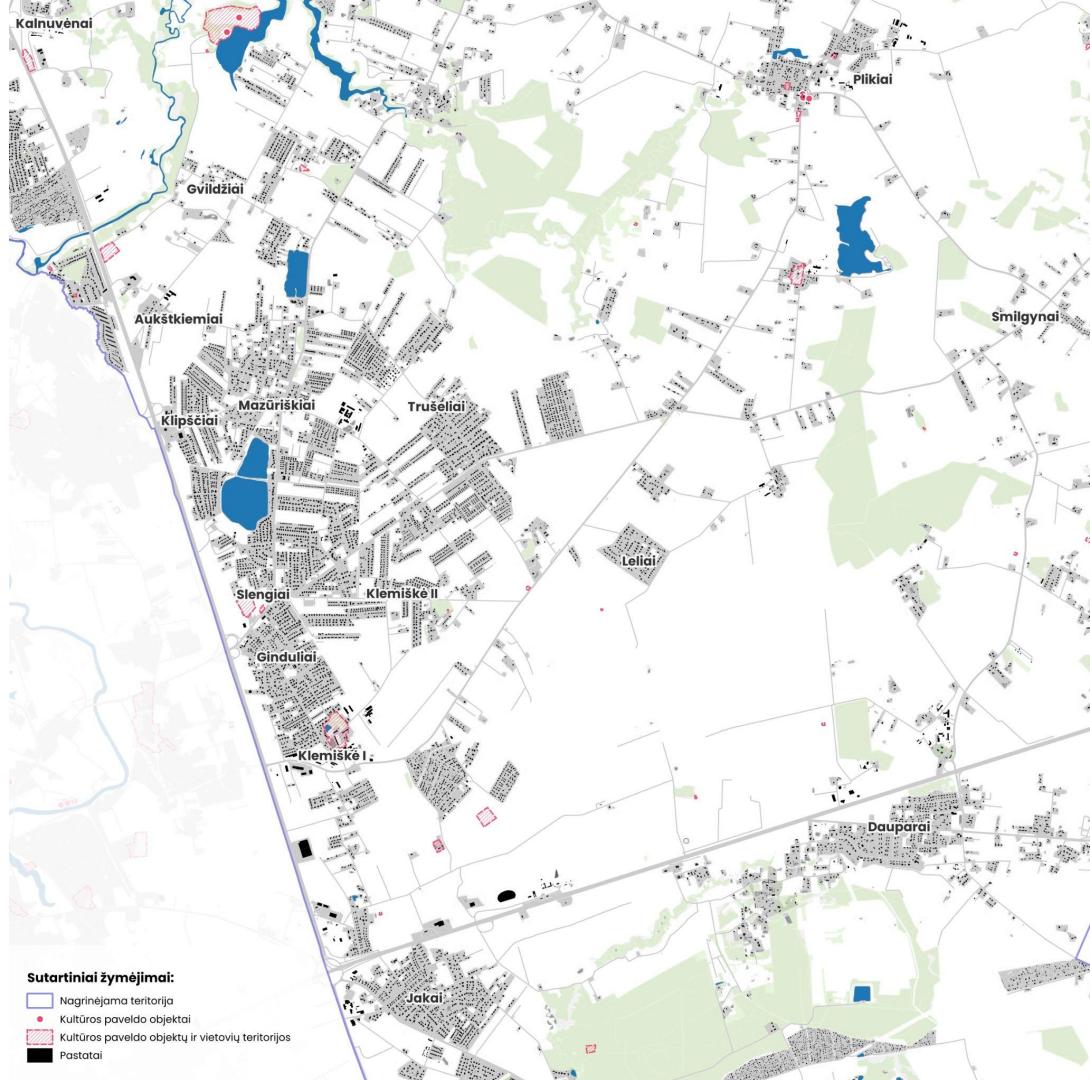 Kalnuvėnai
Plikiai
Gvildžiai
Aukštkiemiai
Smilgynai
Mazūriškiai
Trušeliai
Klipščiai
Leliai
Slengiai
Klemiškė II
Ginduliai
Klemiškė I
Dauparai
Jakai
Sutartiniai žymėjimai:
Nagrinėjama teritorija
Kultūros paveldo objektai
Kultūros paveldo objektų ir vietovių teritorijos
Pastatai